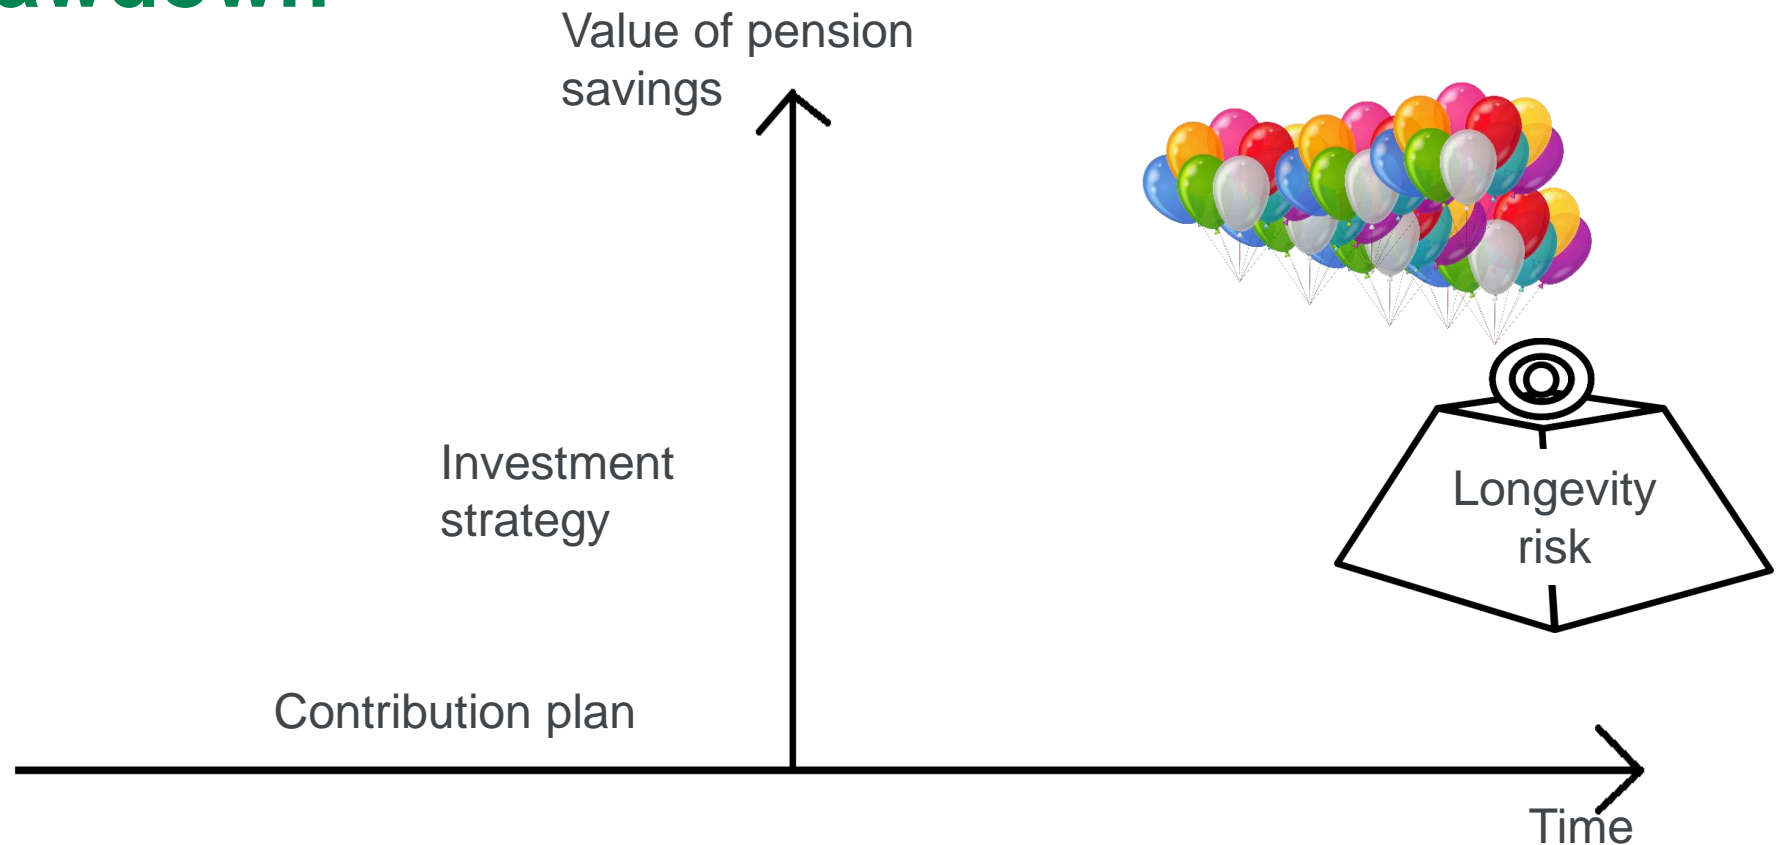 Value of pension
savings
Investment
strategy
Longevity
risk
Contribution plan
Time